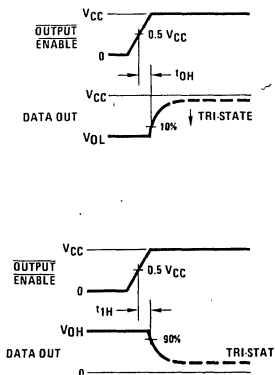 VCC
OUTPUT
ENABLE
0.5 VCC
0
tOH
VCC
DATA OUT
TRI-STATE
10%
VOL
VCC
OUTPUT
ENABLE
0.5 VCC
0
t1H
VOH
90%
DATA OUT
TRI-STAT
0